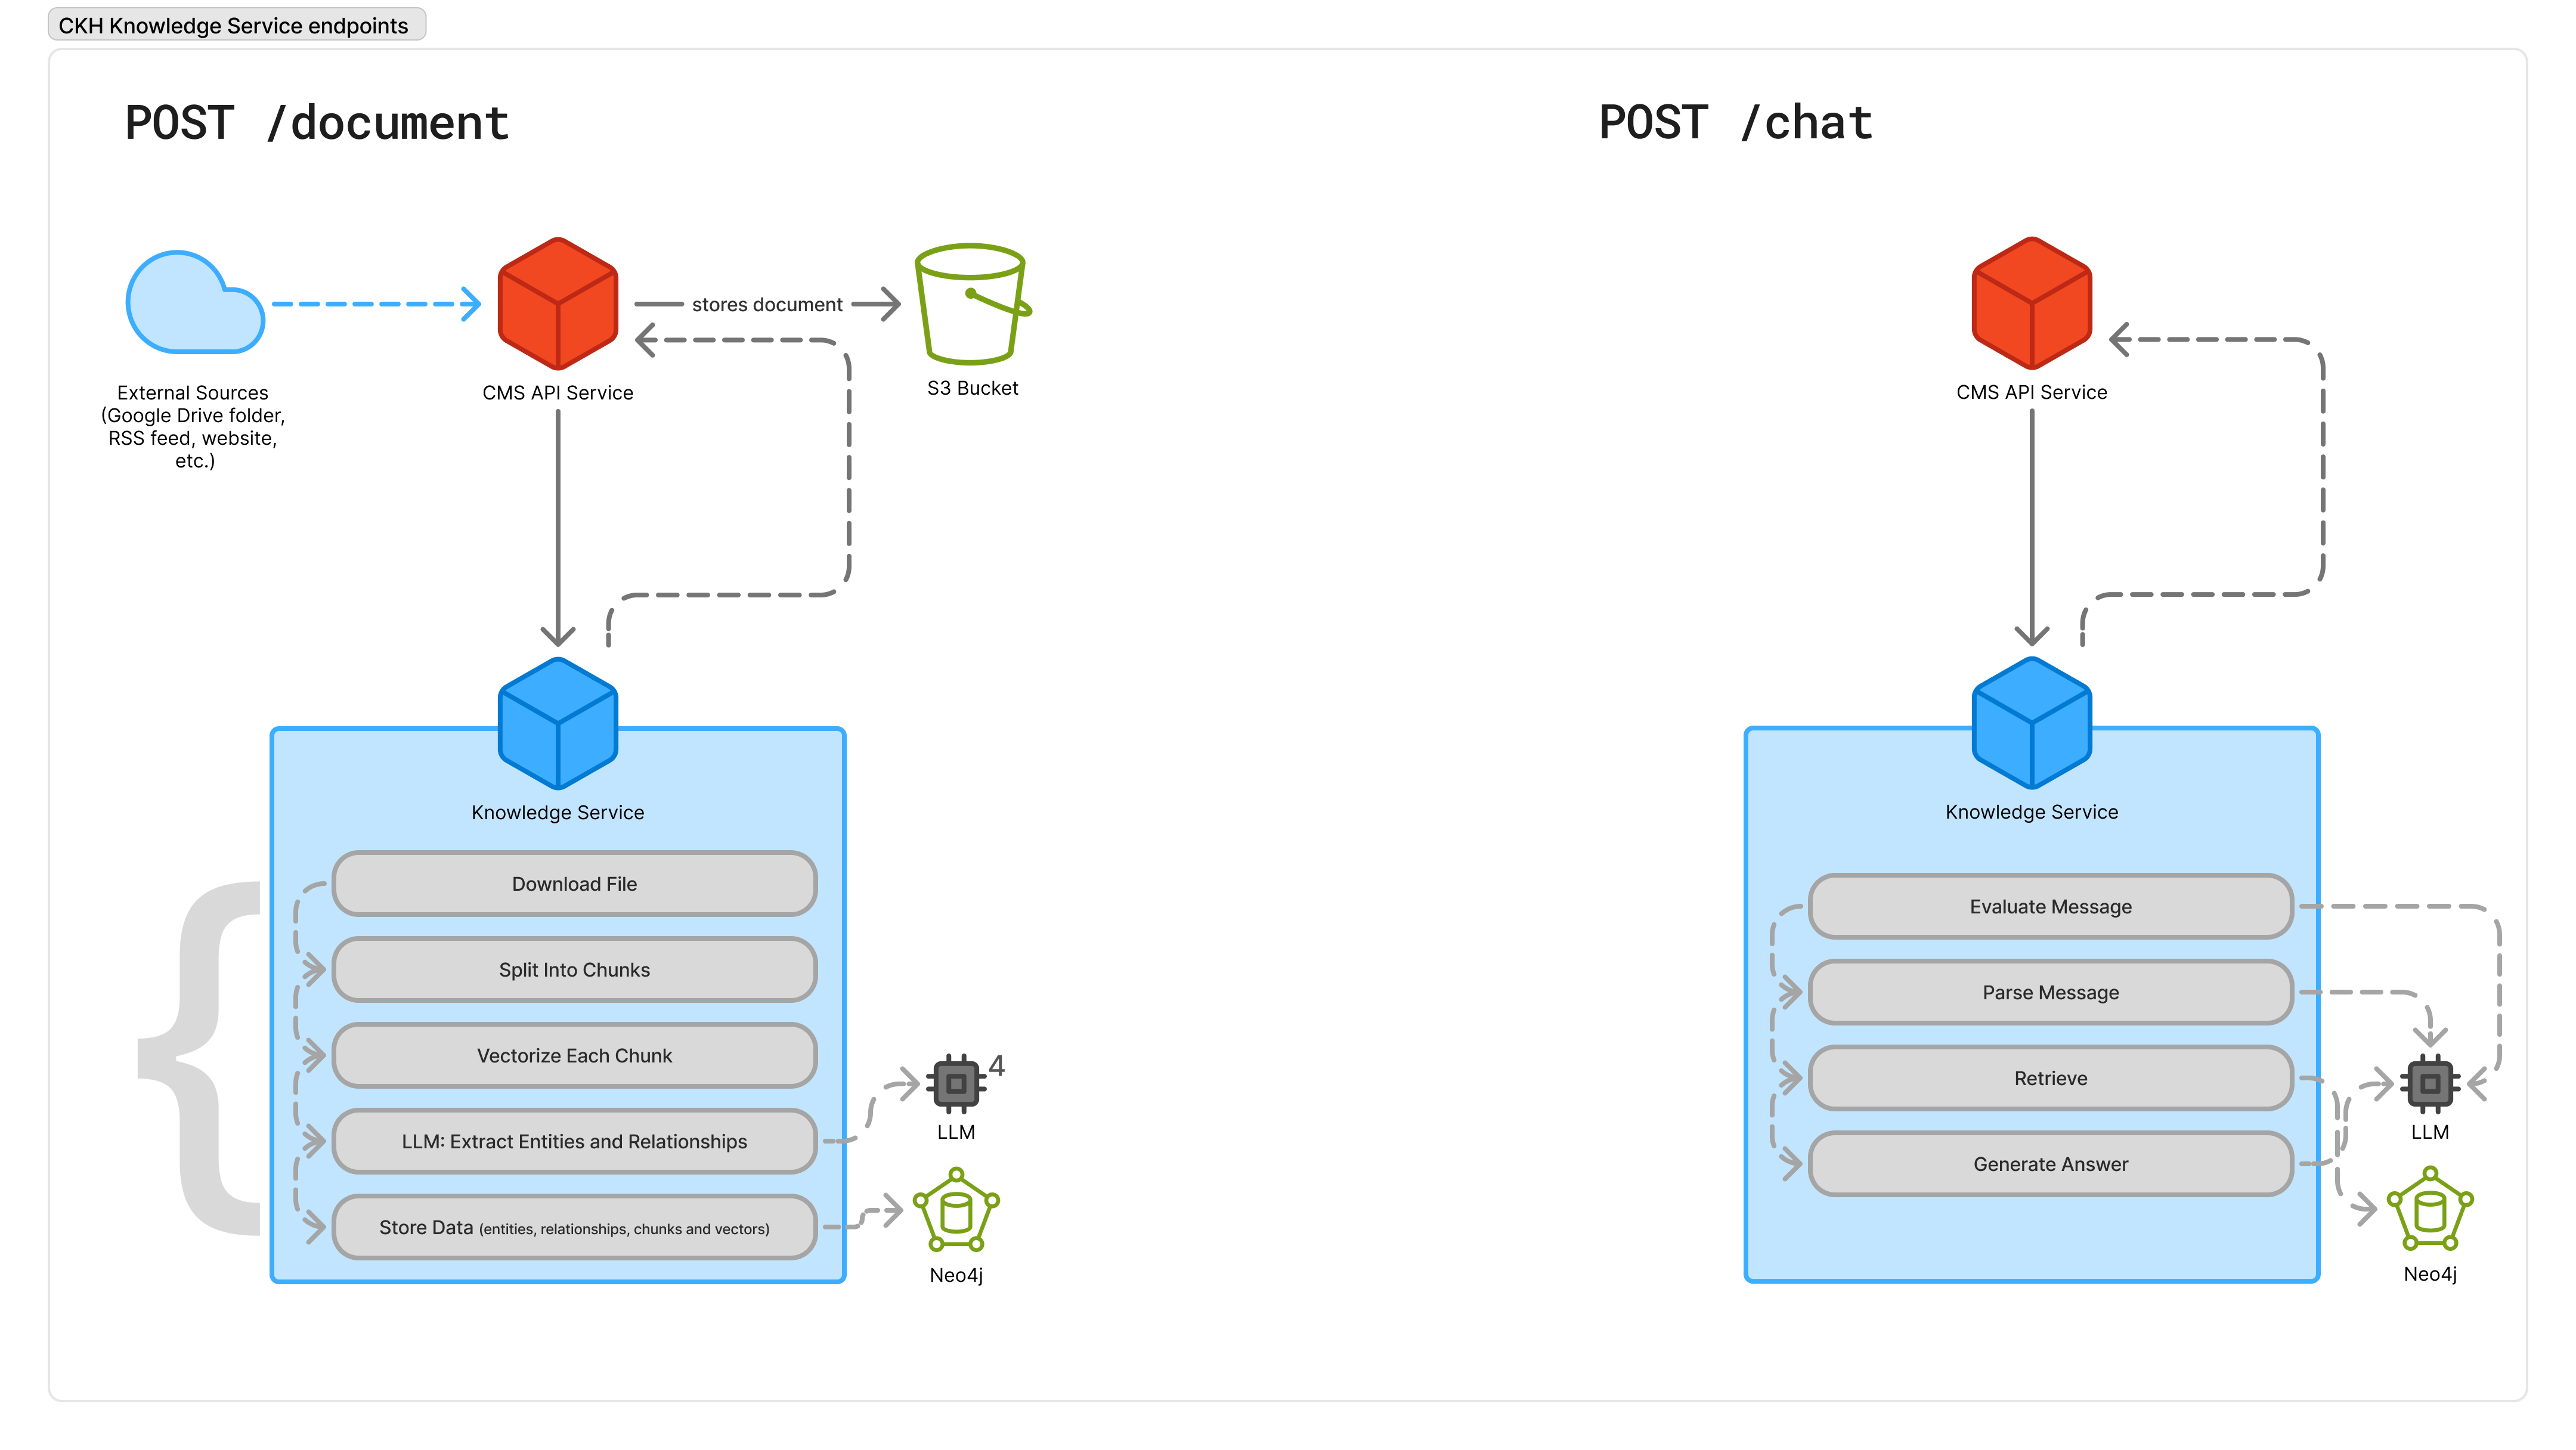 CKH Knowledge Service endpoints
POST /document
External Sources
(Google Drive folder,
RSS feed, website,
etc.)
CMS API Service
stores document
S3 Bucket
Knowledge Service
Download File
Split Into Chunks
Vectorize Each Chunk
LLM: Extract Entities and Relationships
Store Data (entities, relationships, chunks and vectors)
4
LLM
Neo4j
POST /chat
CMS API Service
Knowledge Service
Evaluate Message
Parse Message
Retrieve
Generate Answer
LLM
Neo4j